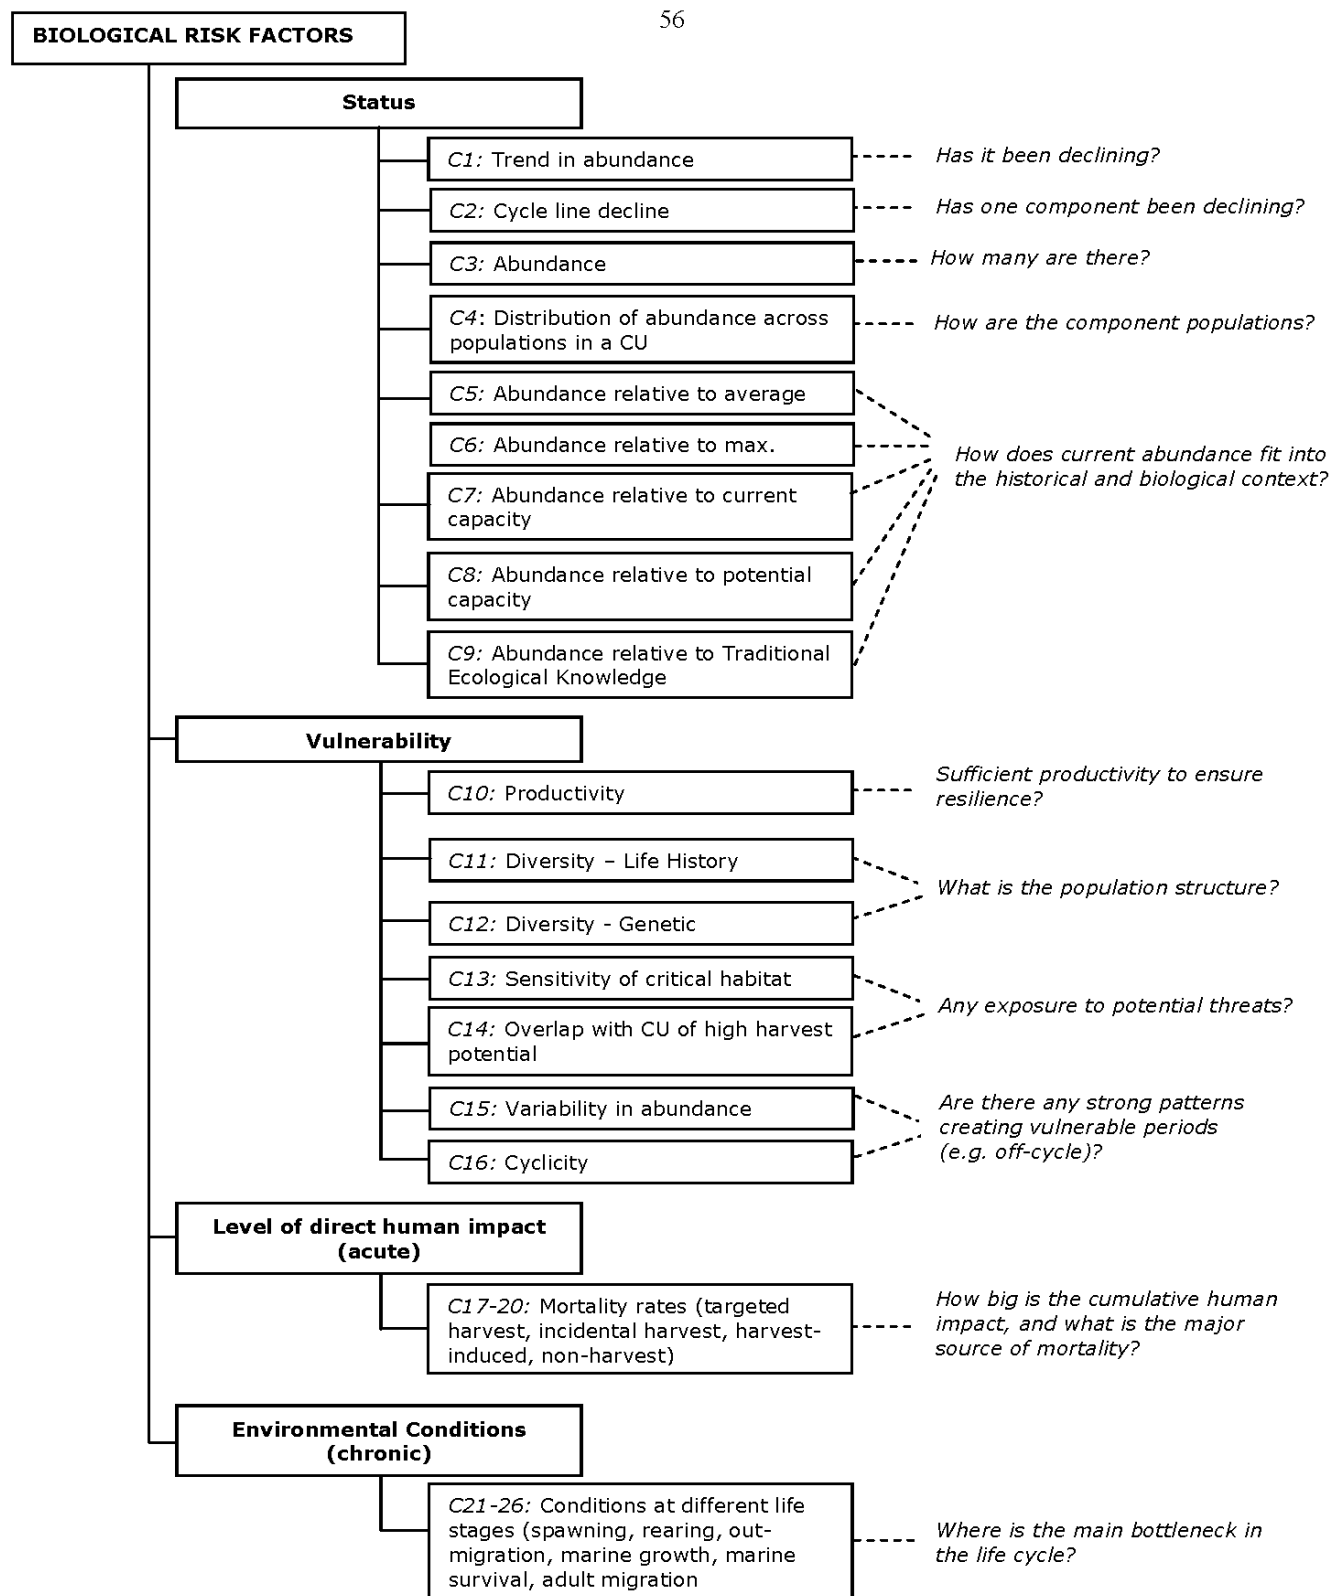 56
BIOLOGICAL RISK FACTORS
Status
C1: Trend in abundance
Has it been declining?
C2: Cycle line decline
Has one component been declining?
C3: Abundance
How many are there?
C4: Distribution of abundance across
populations in a CU
How are the component populations?
C5: Abundance relative to average
C6: Abundance relative to max.
C7: Abundance relative to current
capacity
C8: Abundance relative to potential
capacity
C9: Abundance relative to Traditional
Ecological Knowledge
How does current abundance fit into
the historical and biological context?
Vulnerability
C10: Productivity
Sufficient productivity to ensure
resilience?
C11: Diversity – Life History
C12: Diversity - Genetic
What is the population structure?
C13: Sensitivity of critical habitat
C14: Overlap with CU of high harvest
potential
Any exposure to potential threats?
C15: Variability in abundance
C16: Cyclicity
Are there any strong patterns
creating vulnerable periods
(e.g. off-cycle)?
Level of direct human impact
(acute)
C17-20: Mortality rates (targeted
harvest, incidental harvest, harvest-
induced, non-harvest)
How big is the cumulative human
impact, and what is the major
source of mortality?
Environmental Conditions
(chronic)
C21-26: Conditions at different life
stages (spawning, rearing, out-
migration, marine growth, marine
survival, adult migration
Where is the main bottleneck in
the life cycle?